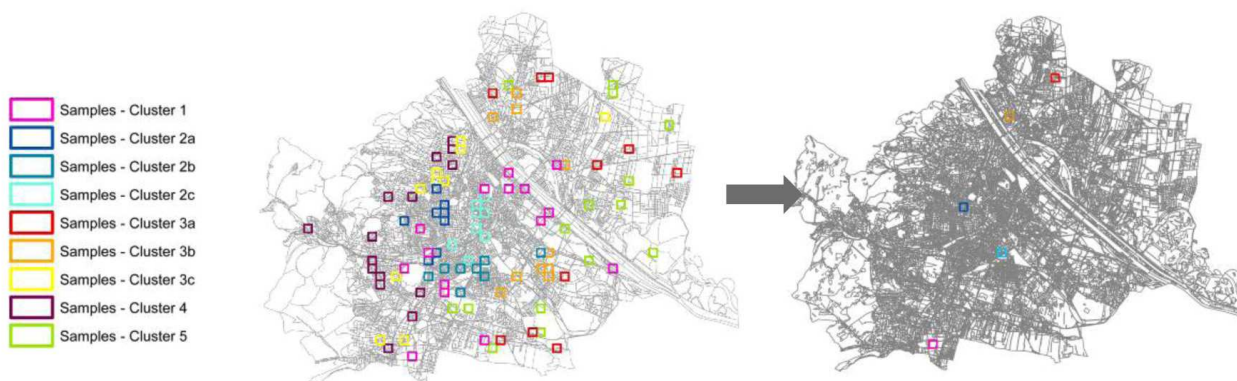 Samples - Cluster 1
Samples - Cluster 2a
Samples - Cluster 2b
Samples - Cluster 2c
Samples - Cluster 3a
Samples - Cluster 3b
Samples - Cluster 3c
Samples - Cluster 4
Samples - Cluster 5